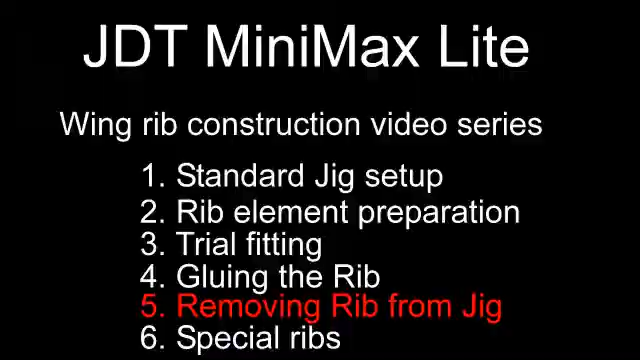 JDT MiniMax Lite
Wing rib construction video series
1. Standard Jig setup
2. Rib element preparation
3. Trial fitting
4. Gluing the Rib
5. Removing Rib from Jig
6. Special ribs